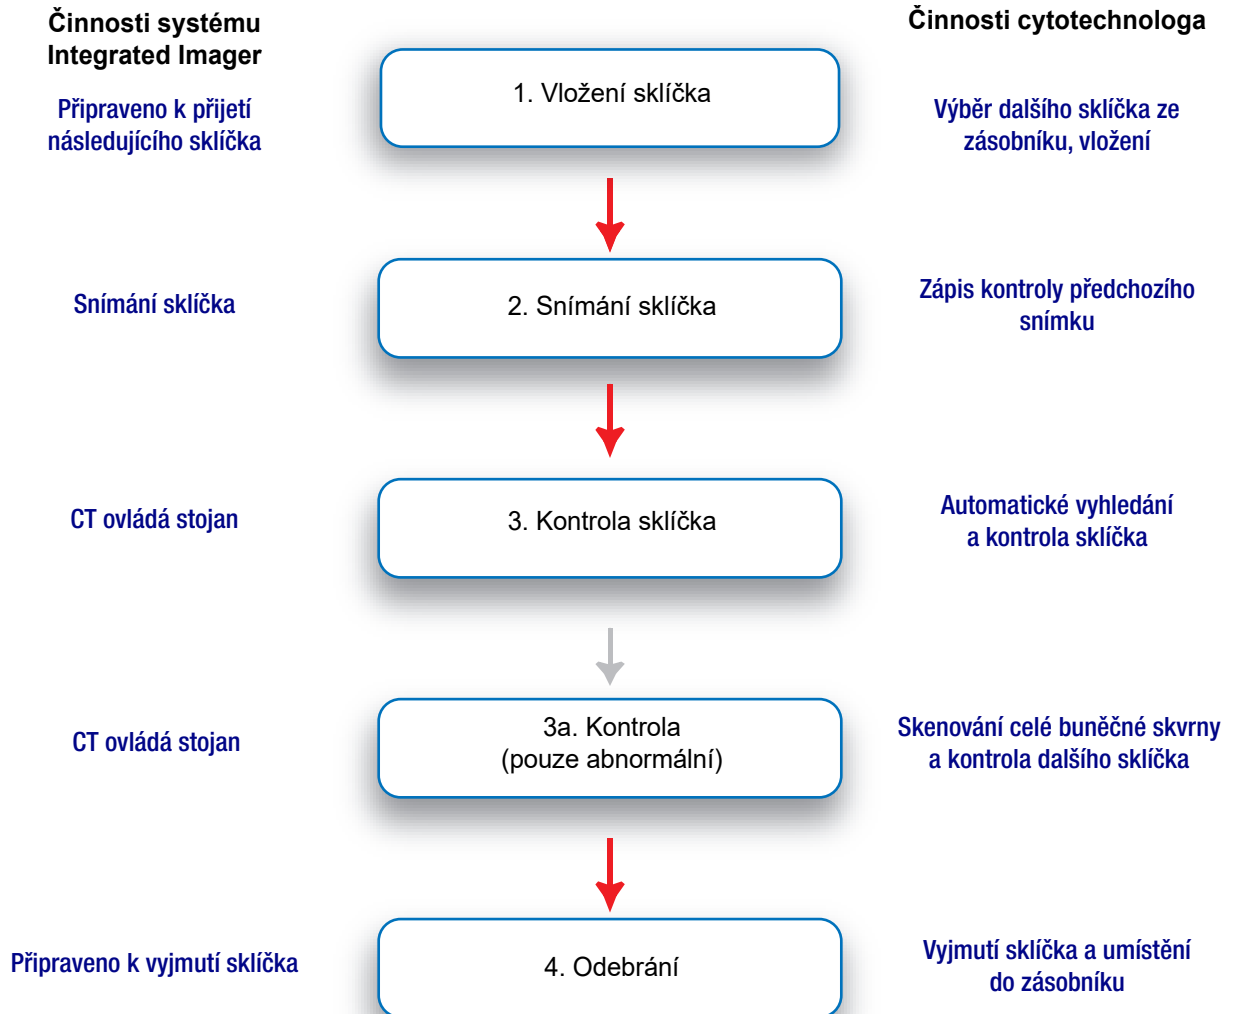 Činnosti systému
Integrated Imager
Činnosti cytotechnologa
Připraveno k přijetí
následujícího sklíčka
1. Vložení sklíčka
Výběr dalšího sklíčka ze
zásobníku, vložení
Snímání sklíčka
2. Snímání sklíčka
Zápis kontroly předchozího
snímku
CT ovládá stojan
3. Kontrola sklíčka
Automatické vyhledání
a kontrola sklíčka
CT ovládá stojan
3a. Kontrola
(pouze abnormální)
Skenování celé buněčné skvrny
a kontrola dalšího sklíčka
Připraveno k vyjmutí sklíčka
4. Odebrání
Vyjmutí sklíčka a umístění
do zásobníku